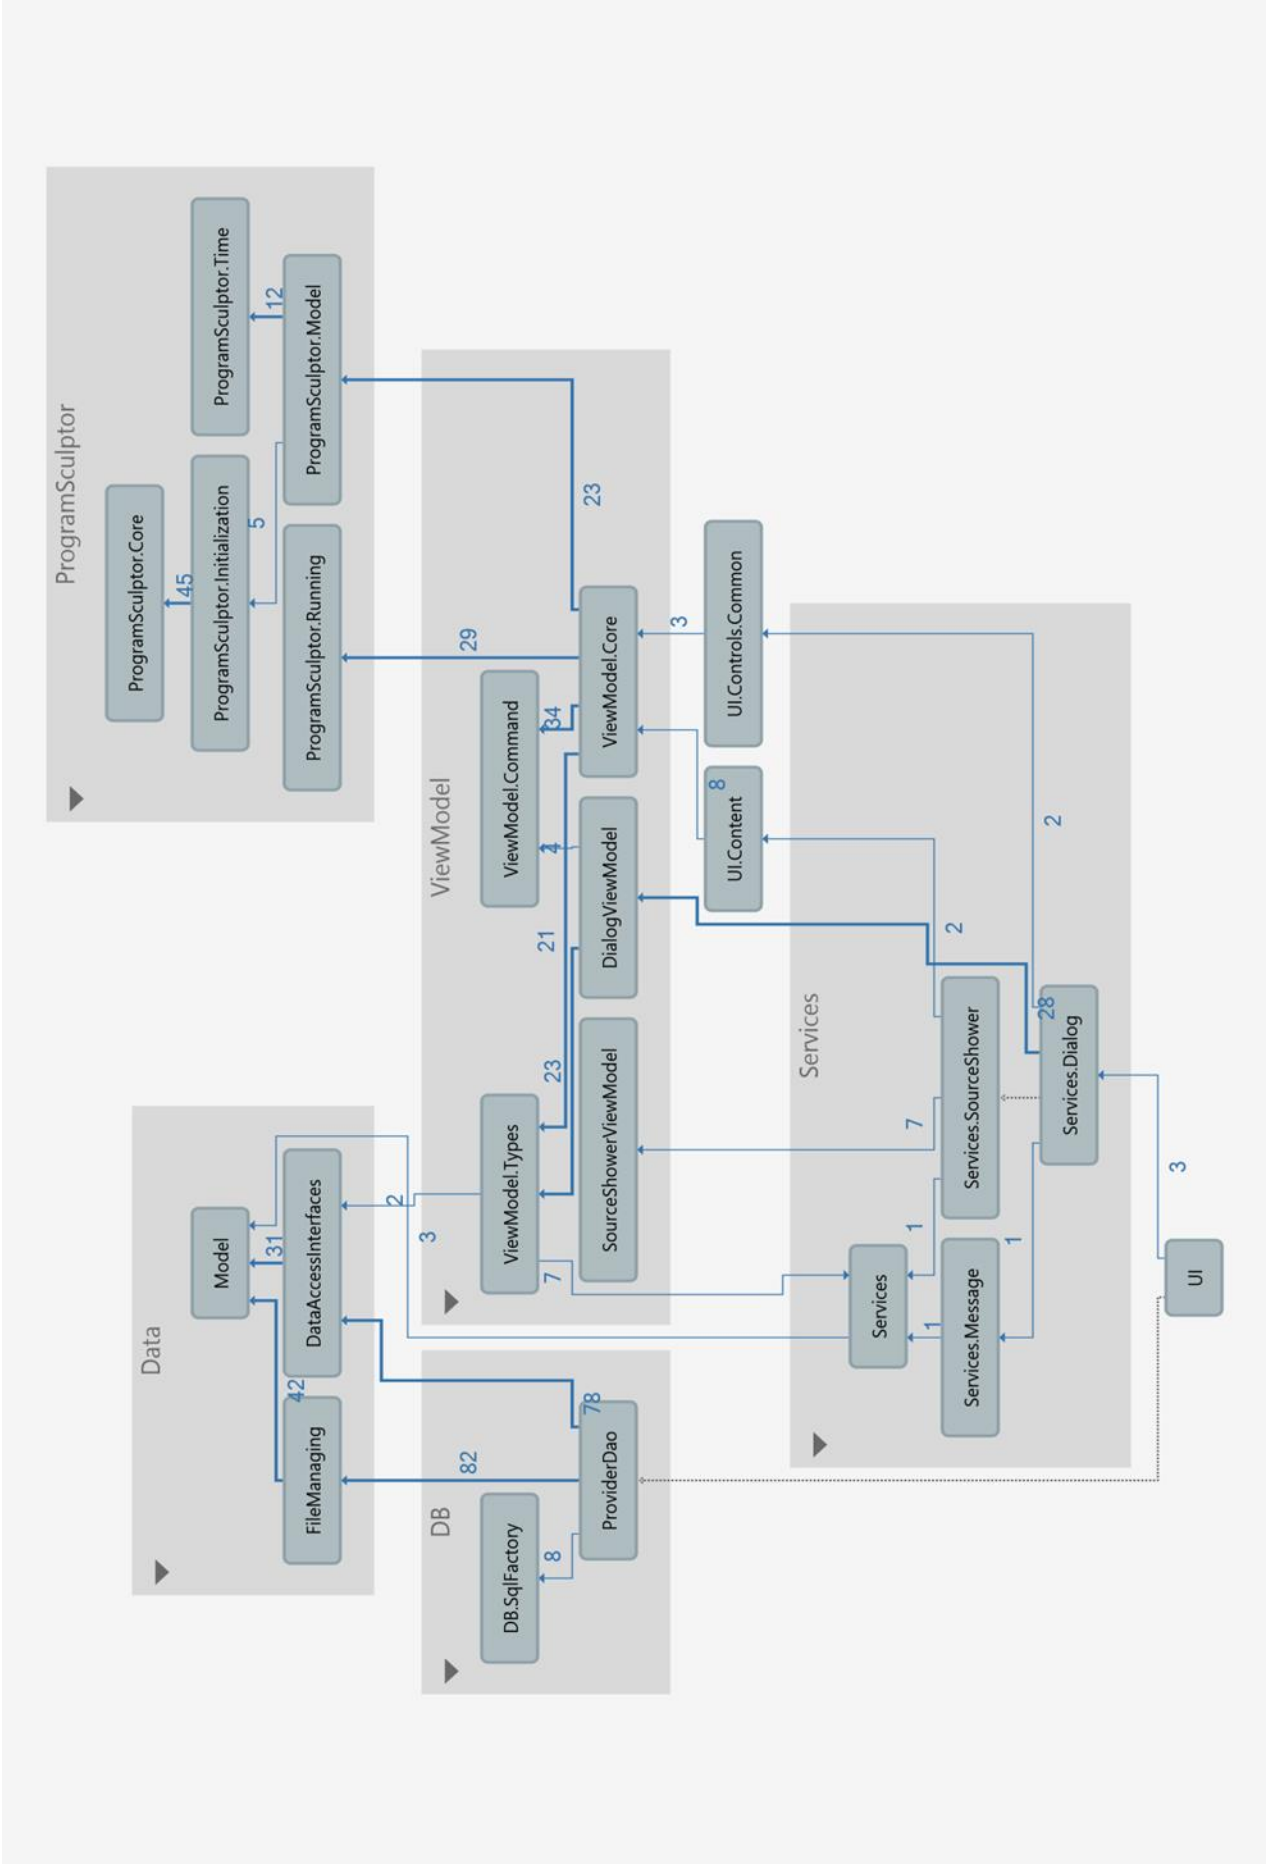 Data
Model
31
FileManaging
42
DataAccessInterfaces
2
3
ProgramSculptor
ProgramSculptor.Core
45
ProgramSculptor.Initialization
ProgramSculptor.Time
5
12
ProgramSculptor.Running
ProgramSculptor.Model
DB
82
DB.SqlFactory
8
ProviderDao
78
ViewModel
29
23
ViewModel.Types
ViewModel.Command
7
23
21
4
34
SourceShowerViewModel
DialogViewModel
ViewModel.Core
3
UI.Content
8
UI.Controls.Common
Services
Services
1
1
7
2
Services.Message
Services.SourceShower
1
28
2
Services.Dialog
3
UI